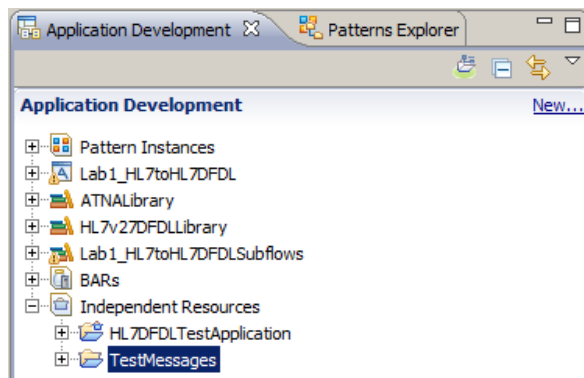 Application Development Patterns Explorer
Application Development New...
Pattern Instances
Lab1_HL7toHL7DFDL
ATNALibrary
HL7v27DFDLLibrary
Lab1_HL7toHL7DFDLSubflows
BARs
Independent Resources
HL7DFDLTestApplication
TestMessages